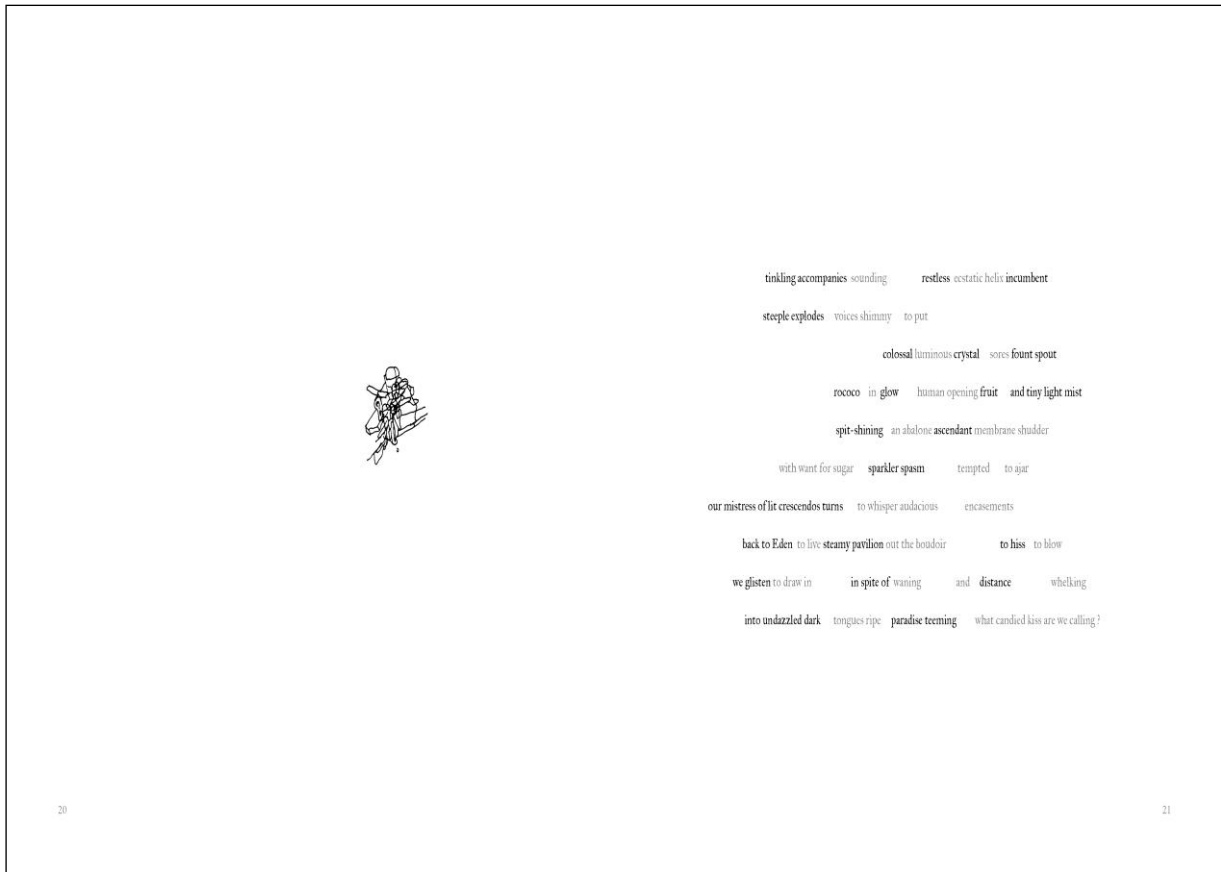 tinkling accompanies sounding restless ecstatic helix incumbent
steeple explodes voices shimmy to put
colossal luminous crystal sores fount spout
rococo in glow human opening fruit and tiny light mist
spit-shining an abalone ascendant membrane shudder
with want for sugar sparkler spasm tempted to ajar
our mistress of lit crescendos turns to whisper audacious encasements
back to Eden to live steamy pavilion out the boudoir to hiss to blow
we glisten to draw in in spite of waning and distance whelking
into undazzled dark tongues ripe paradise teeming what candied kiss are we calling ?
20
21